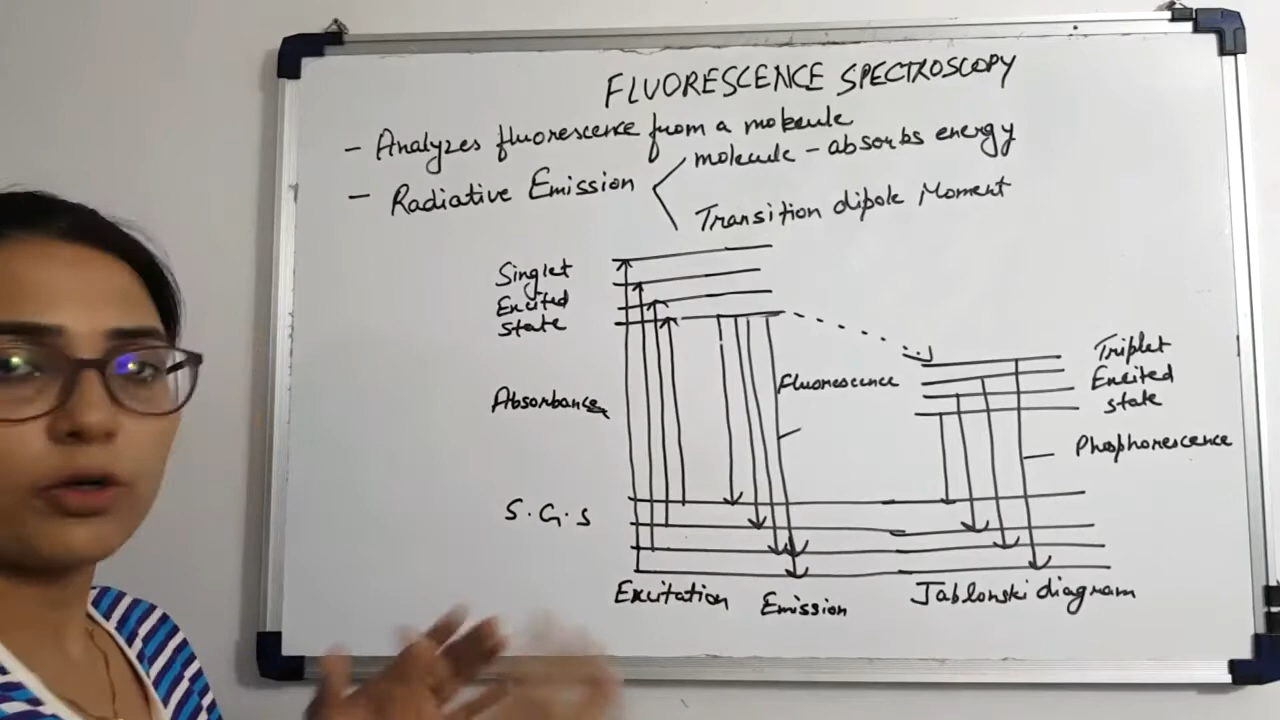 FLUORESCENCE SPECTROSCOPY
- Analyzes fluorescence from a molecule
- Radiative Emission
molecule - absorbs energy
Transition dipole Moment
Singlet
Excited
state
Absorbance
Fluorescence
Triplet
Excited
state
Phosphorescence
S.G.S
Excitation
Emission
Jablonski diagram